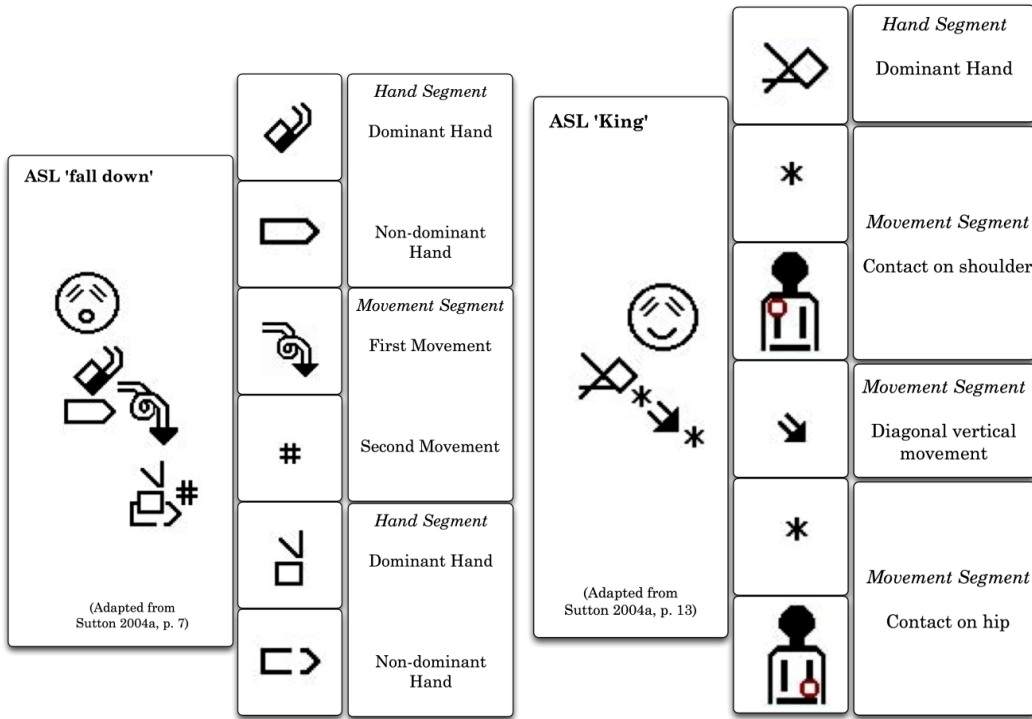 ASL 'fall down'
(Adapted from
Sutton 2004a, p. 7)
Hand Segment
Dominant Hand
Non-dominant
Hand
Movement Segment
First Movement
Second Movement
#
Hand Segment
Dominant Hand
Non-dominant
Hand
ASL 'King'
(Adapted from
Sutton 2004a, p. 13)
Hand Segment
Dominant Hand
*
Movement Segment
Contact on shoulder
Movement Segment
Diagonal vertical
movement
*
Movement Segment
Contact on hip